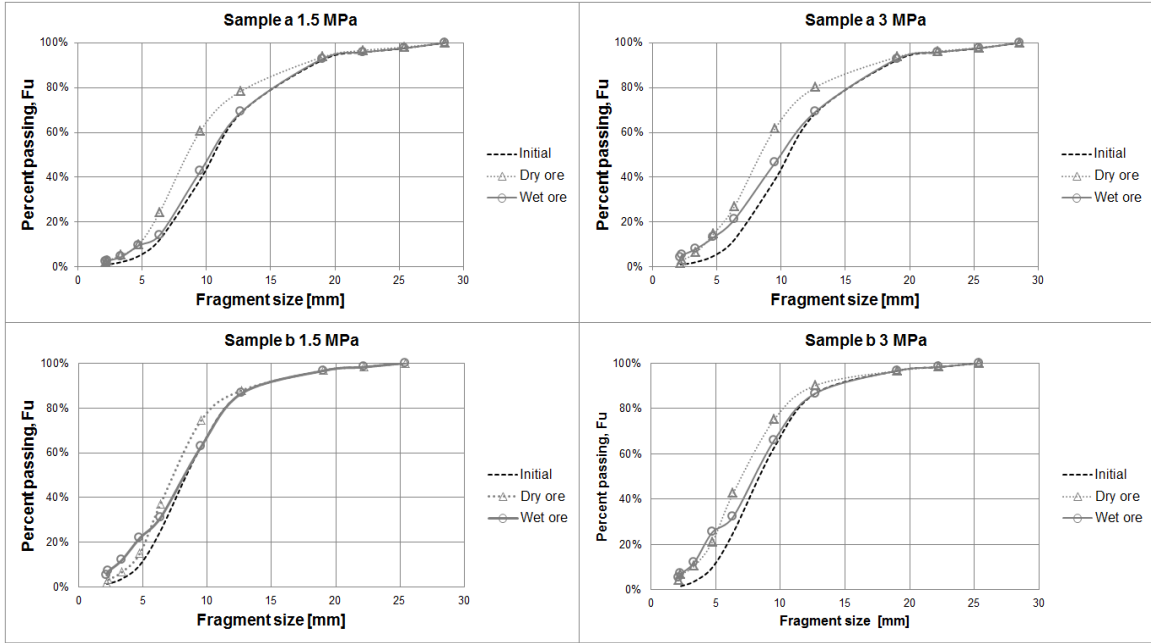 Sample a 1.5 MPa
Percent passing, Fu
100%
80%
60%
40%
20%
0%
0 5 10 15 20 25 30
Fragment size [mm]
Initial
Dry ore
Wet ore
Sample a 3 MPa
Percent passing, Fu
100%
80%
60%
40%
20%
0%
0 5 10 15 20 25 30
Fragment size [mm]
Initial
Dry ore
Wet ore
Sample b 1.5 MPa
Percent passing, Fu
100%
80%
60%
40%
20%
0%
0 5 10 15 20 25 30
Fragment size [mm]
Initial
Dry ore
Wet ore
Sample b 3 MPa
Percent passing, Fu
100%
80%
60%
40%
20%
0%
0 5 10 15 20 25 30
Fragment size [mm]
Initial
Dry ore
Wet ore